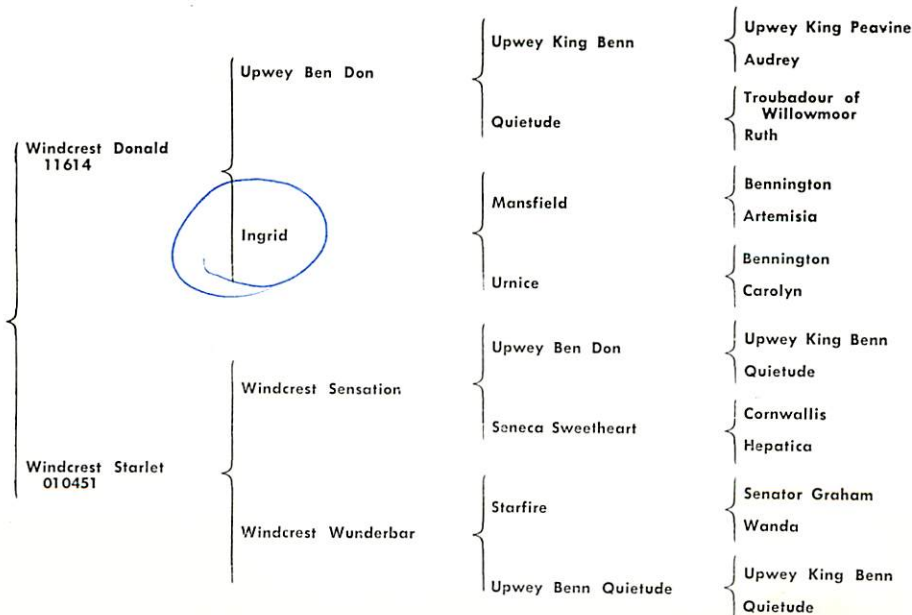 Windcrest Donald
11614
Upwey Ben Don
Upwey King Benn
Upwey King Peavine
Audrey
Quietude
Troubadour of
Willowmoor
Ruth
Ingrid
Mansfield
Bennington
Artemisia
Urnice
Bennington
Carolyn
Windcrest Starlet
010451
Windcrest Sensation
Upwey Ben Don
Upwey King Benn
Quietude
Seneca Sweetheart
Cornwallis
Hepatica
Windcrest Wunderbar
Starfire
Senator Graham
Wanda
Upwey Benn Quietude
Upwey King Benn
Quietude